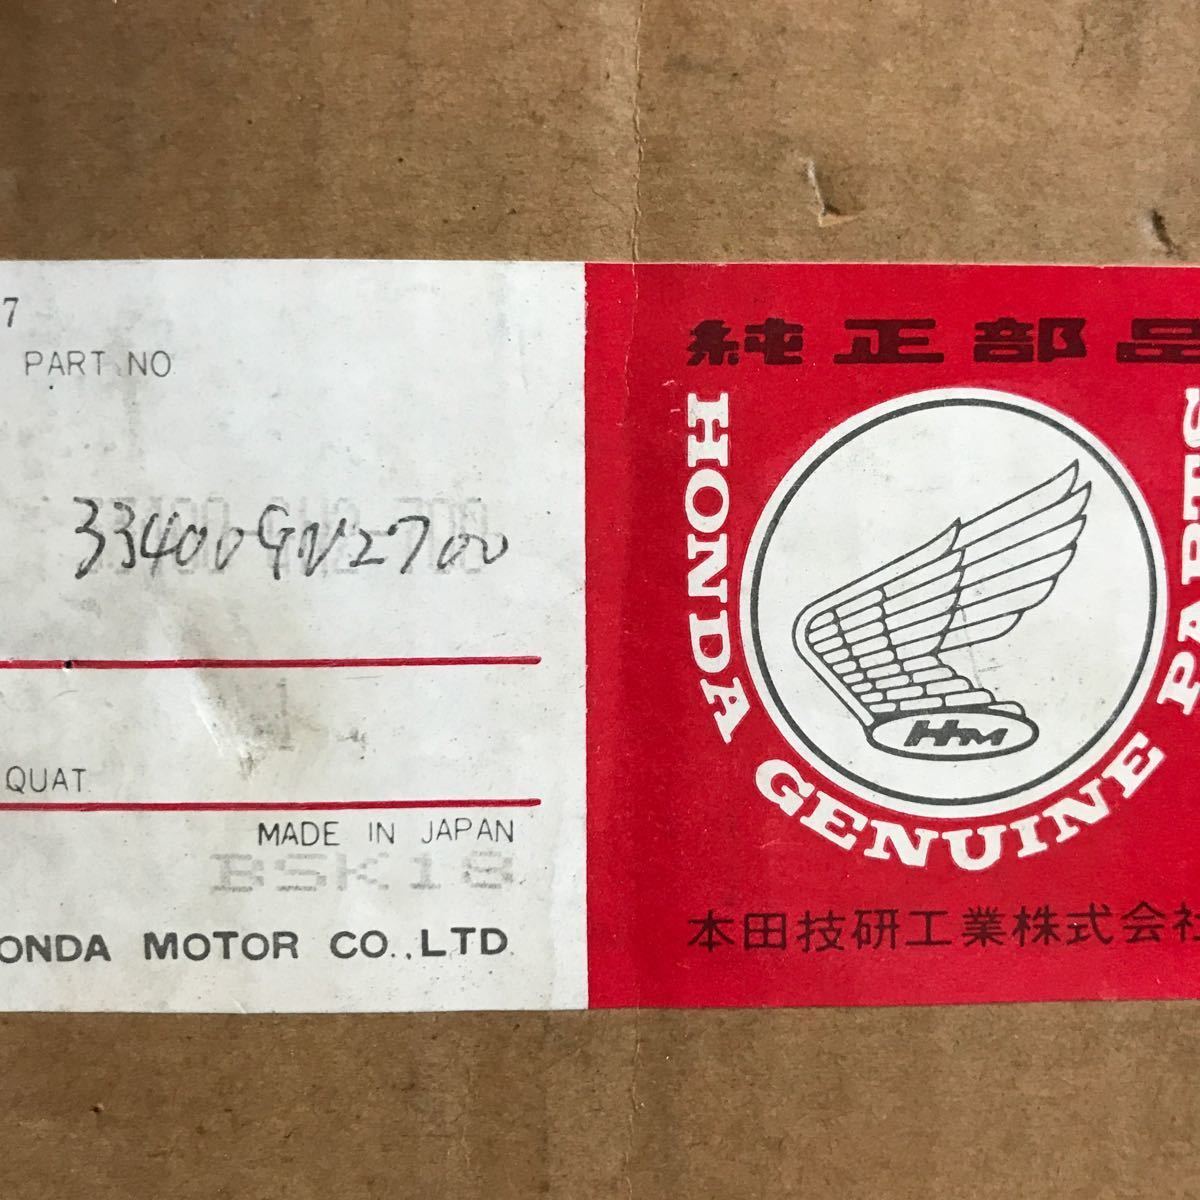 7
PART NO
33400GN2700
QUAT.
MADE IN JAPAN
BSK18
ONDA MOTOR CO.,LTD.
純正部品
HONDA GENUINE PARTS
HM
本田技研工業株式会社